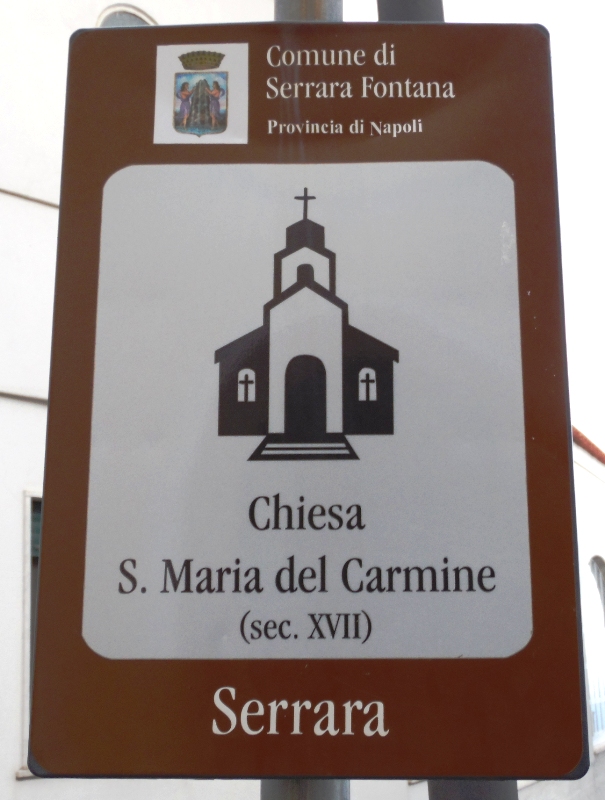 Comune di
Serrara Fontana
Provincia di Napoli
Chiesa
S. Maria del Carmine
(sec. XVII)
Serrara